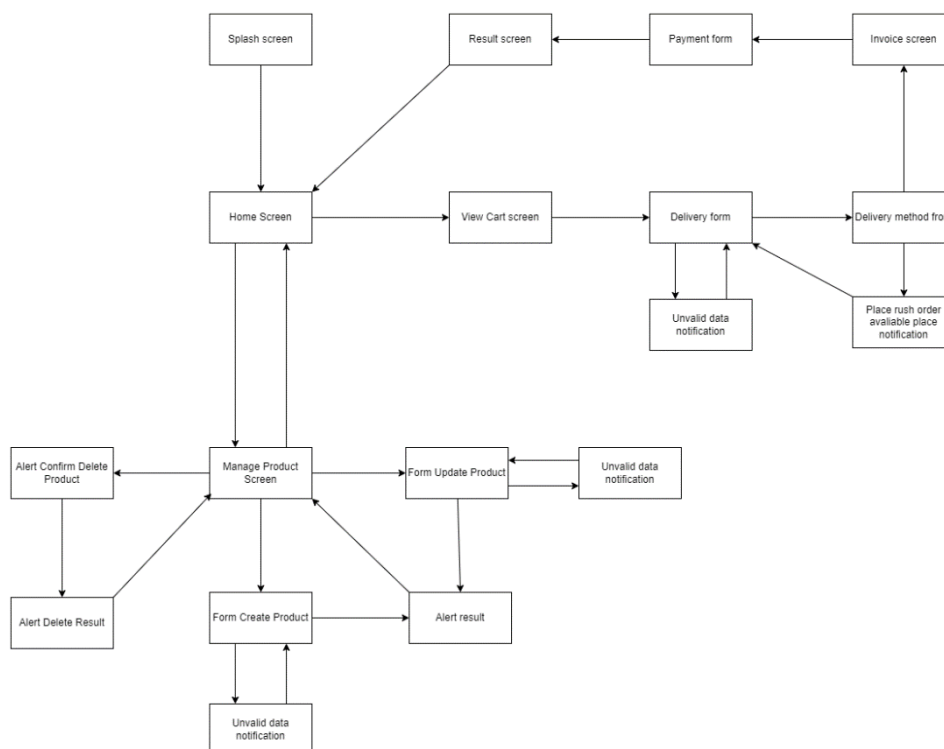 Splash screen
Result screen
Payment form
Invoice screen
Home Screen
View Cart screen
Delivery form
Delivery method fro
Unvalid data
notification
Place rush order
avaliable place
notification
Alert Confirm Delete
Product
Manage Product
Screen
Form Update Product
Unvalid data
notification
Alert Delete Result
Form Create Product
Alert result
Unvalid data
notification